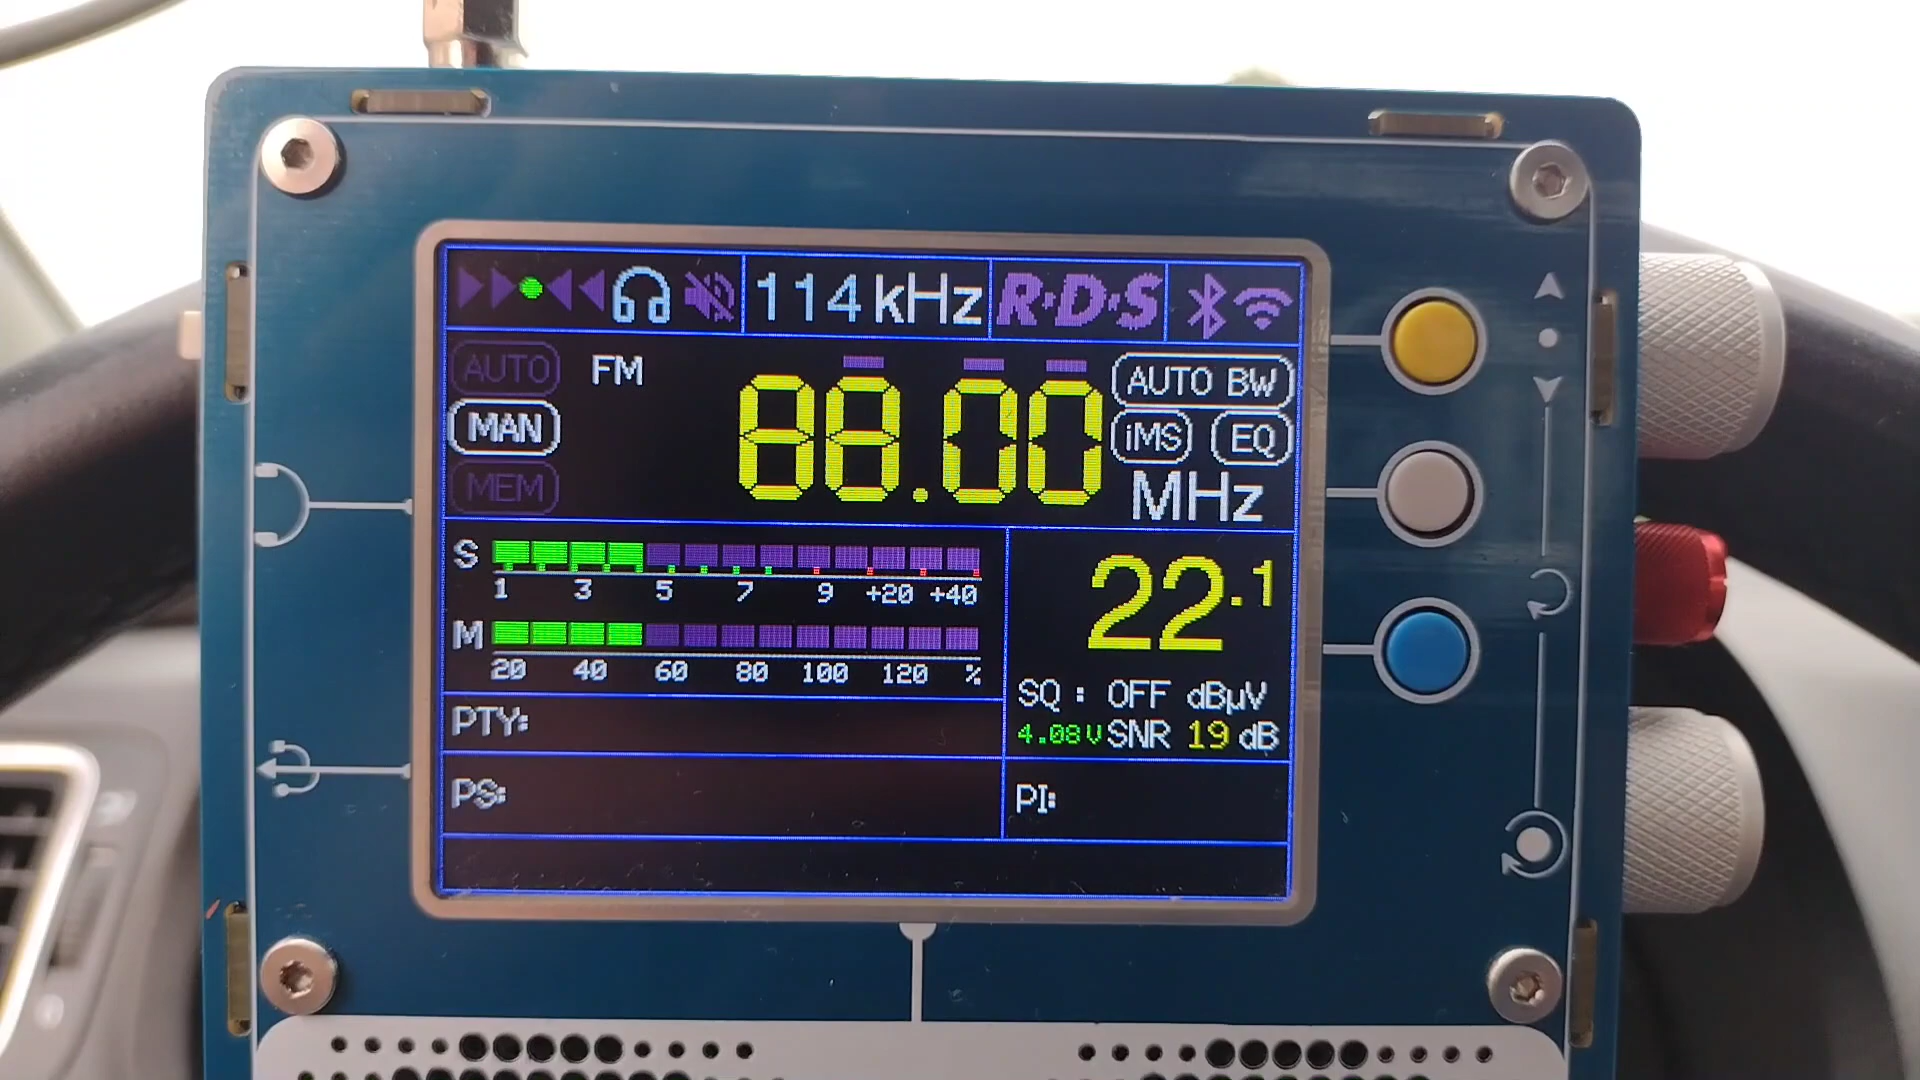 114 kHz R·D·S
AUTO FM 88.00 AUTO BW
MAN iMS EQ
MEM MHz
S
1 3 5 7 9 +20 +40
M
20 40 60 80 100 120 %
22.1
SQ : OFF dBµV
4.08V SNR 19 dB
PTY:
PS: PI: